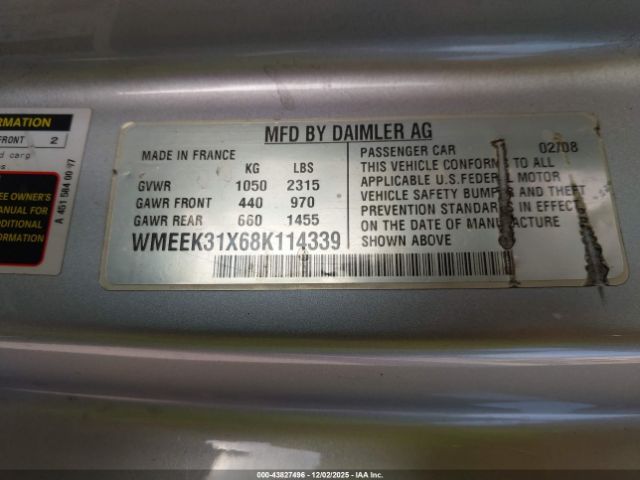 RMATION
FRONT 2
d carg
EE OWNER'S
MANUAL FOR
DDITIONAL
FORMATION
A 451 584 00 97
MFD BY DAIMLER AG
MADE IN FRANCE
KG LBS
GVWR 1050 2315
GAWR FRONT 440 970
GAWR REAR 660 1455
WMEEK31X68K114339
PASSENGER CAR 02/08
THIS VEHICLE CONFORMS TO ALL
APPLICABLE U.S.FEDERAL MOTOR
VEHICLE SAFETY BUMPER AND THEFT
PREVENTION STANDARDS IN EFFECT
ON THE DATE OF MANUFACTURE
SHOWN ABOVE
000-43827496 - 12/02/2025 - IAA Inc.